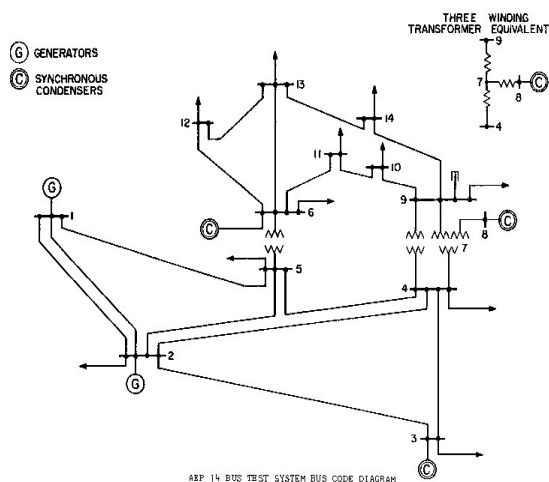 THREE WINDING
TRANSFORMER EQUIVALENT
9
7
C
8
4
G GENERATORS
C SYNCHRONOUS
CONDENSERS
13
12
14
11
10
G
1
6
9
C
C
8
7
5
4
2
G
3
C
AEP 14 BUS TEST SYSTEM BUS CODE DIAGRAM